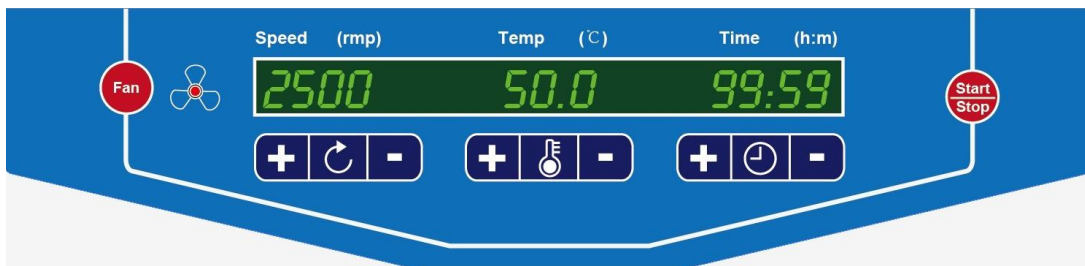 Speed (rmp) Temp (℃) Time (h:m)
Fan
2500 50.0 99:59
Start
Stop
+ - + - + -